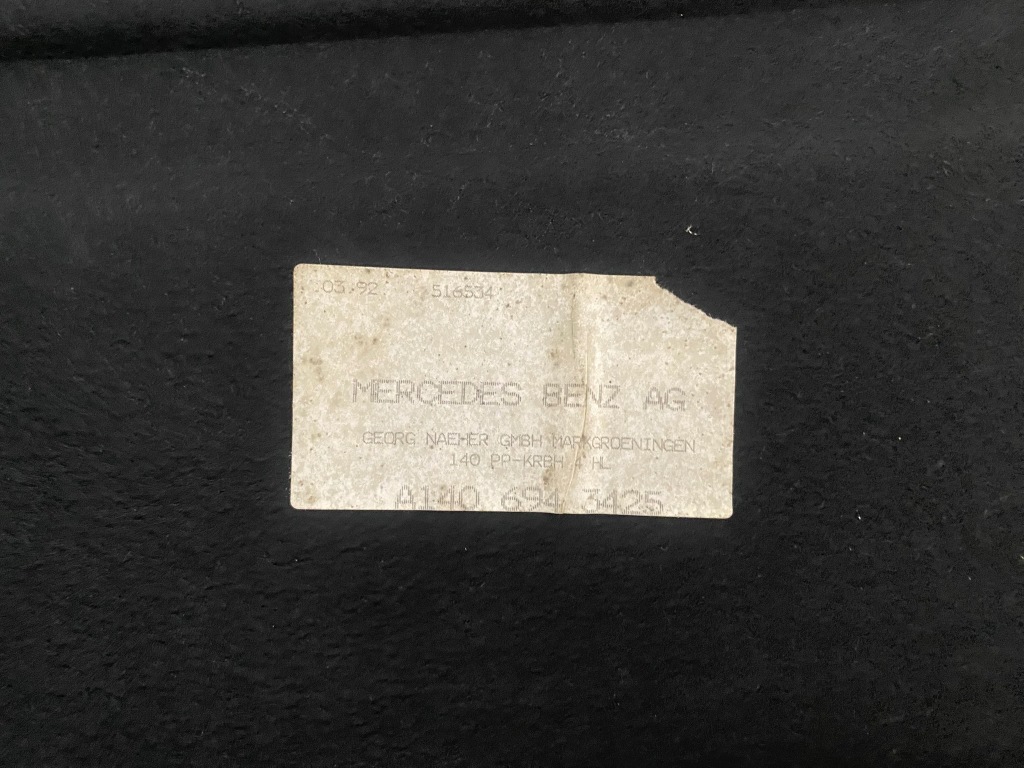 03.92 516534
MERCEDES BENZ AG
GEORG NAEHER GMBH MARKGROENINGEN
140 PP-KRBH 4 HL
A140 694 3425